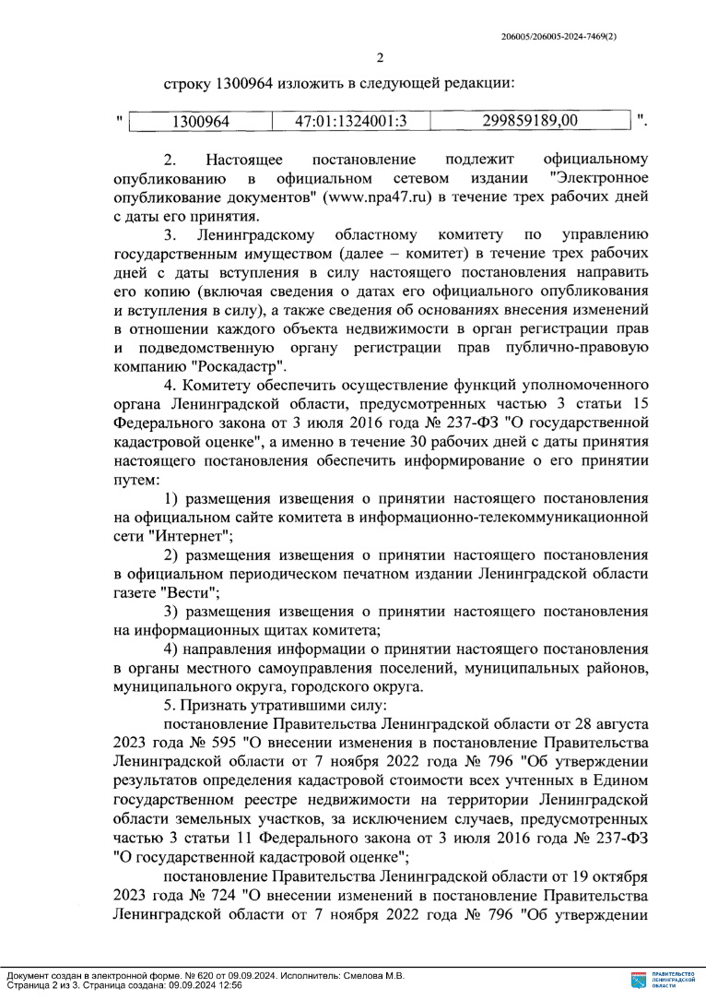 206005/206005-2024-7469(2)
2
строку 1300964 изложить в следующей редакции:
" 1300964 47:01:1324001:3 299859189,00 ".
2. Настоящее постановление подлежит официальному
опубликованию в официальном сетевом издании "Электронное
опубликование документов" (www.npa47.ru) в течение трех рабочих дней
с даты его принятия.
3. Ленинградскому областному комитету по управлению
государственным имуществом (далее – комитет) в течение трех рабочих
дней с даты вступления в силу настоящего постановления направить
его копию (включая сведения о датах его официального опубликования
и вступления в силу), а также сведения об основаниях внесения изменений
в отношении каждого объекта недвижимости в орган регистрации прав
и подведомственную органу регистрации прав публично-правовую
компанию "Роскадастр".
4. Комитету обеспечить осуществление функций уполномоченного
органа Ленинградской области, предусмотренных частью 3 статьи 15
Федерального закона от 3 июля 2016 года № 237-ФЗ "О государственной
кадастровой оценке", а именно в течение 30 рабочих дней с даты принятия
настоящего постановления обеспечить информирование о его принятии
путем:
1) размещения извещения о принятии настоящего постановления
на официальном сайте комитета в информационно-телекоммуникационной
сети "Интернет";
2) размещения извещения о принятии настоящего постановления
в официальном периодическом печатном издании Ленинградской области
газете "Вести";
3) размещения извещения о принятии настоящего постановления
на информационных щитах комитета;
4) направления информации о принятии настоящего постановления
в органы местного самоуправления поселений, муниципальных районов,
муниципального округа, городского округа.
5. Признать утратившими силу:
постановление Правительства Ленинградской области от 28 августа
2023 года № 595 "О внесении изменения в постановление Правительства
Ленинградской области от 7 ноября 2022 года № 796 "Об утверждении
результатов определения кадастровой стоимости всех учтенных в Едином
государственном реестре недвижимости на территории Ленинградской
области земельных участков, за исключением случаев, предусмотренных
частью 3 статьи 11 Федерального закона от 3 июля 2016 года № 237-ФЗ
"О государственной кадастровой оценке";
постановление Правительства Ленинградской области от 19 октября
2023 года № 724 "О внесении изменений в постановление Правительства
Ленинградской области от 7 ноября 2022 года № 796 "Об утверждении
Документ создан в электронной форме. № 620 от 09.09.2024. Исполнитель: Смелова М.В.
Страница 2 из 3. Страница создана: 09.09.2024 12:56
ПРАВИТЕЛЬСТВО
ЛЕНИНГРАДСКОЙ
ОБЛАСТИ